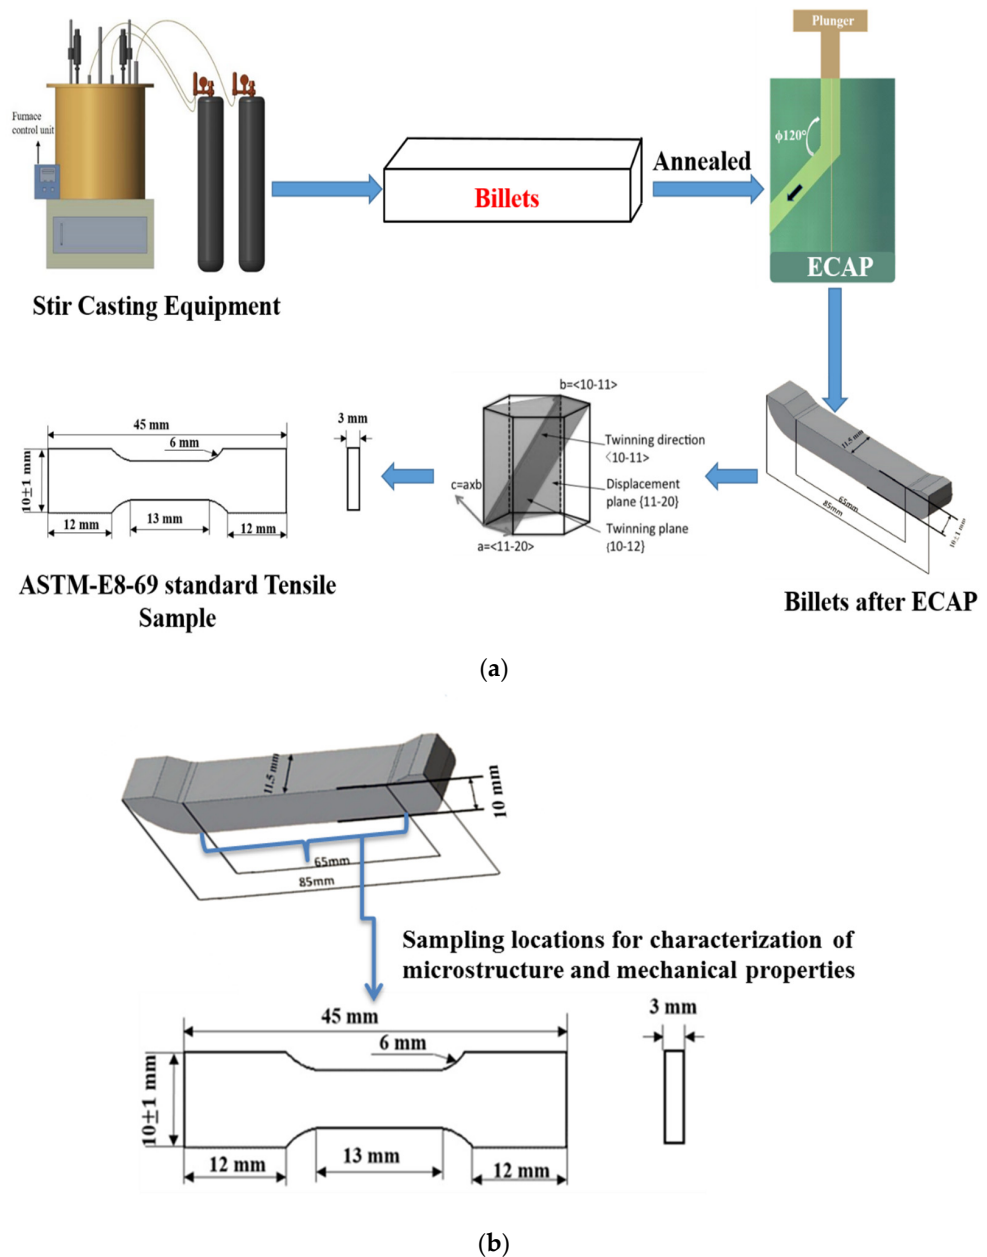 Plunger
Furnace
control unit
ϕ120°
Annealed
Billets
ECAP
Stir Casting Equipment
b=<10-11>
45 mm
3 mm
6 mm
Twinning direction
<10-11>
11.5 mm
10±1 mm
c=axb
Displacement
plane {11-20}
65mm
85mm
10±1 mm
12 mm
13 mm
12 mm
Twinning plane
{10-12}
a=<11-20>
ASTM-E8-69 standard Tensile
Sample
Billets after ECAP
(a)
11.5 mm
10 mm
65mm
85mm
Sampling locations for characterization of
microstructure and mechanical properties
45 mm
3 mm
6 mm
10±1 mm
12 mm
13 mm
12 mm
(b)